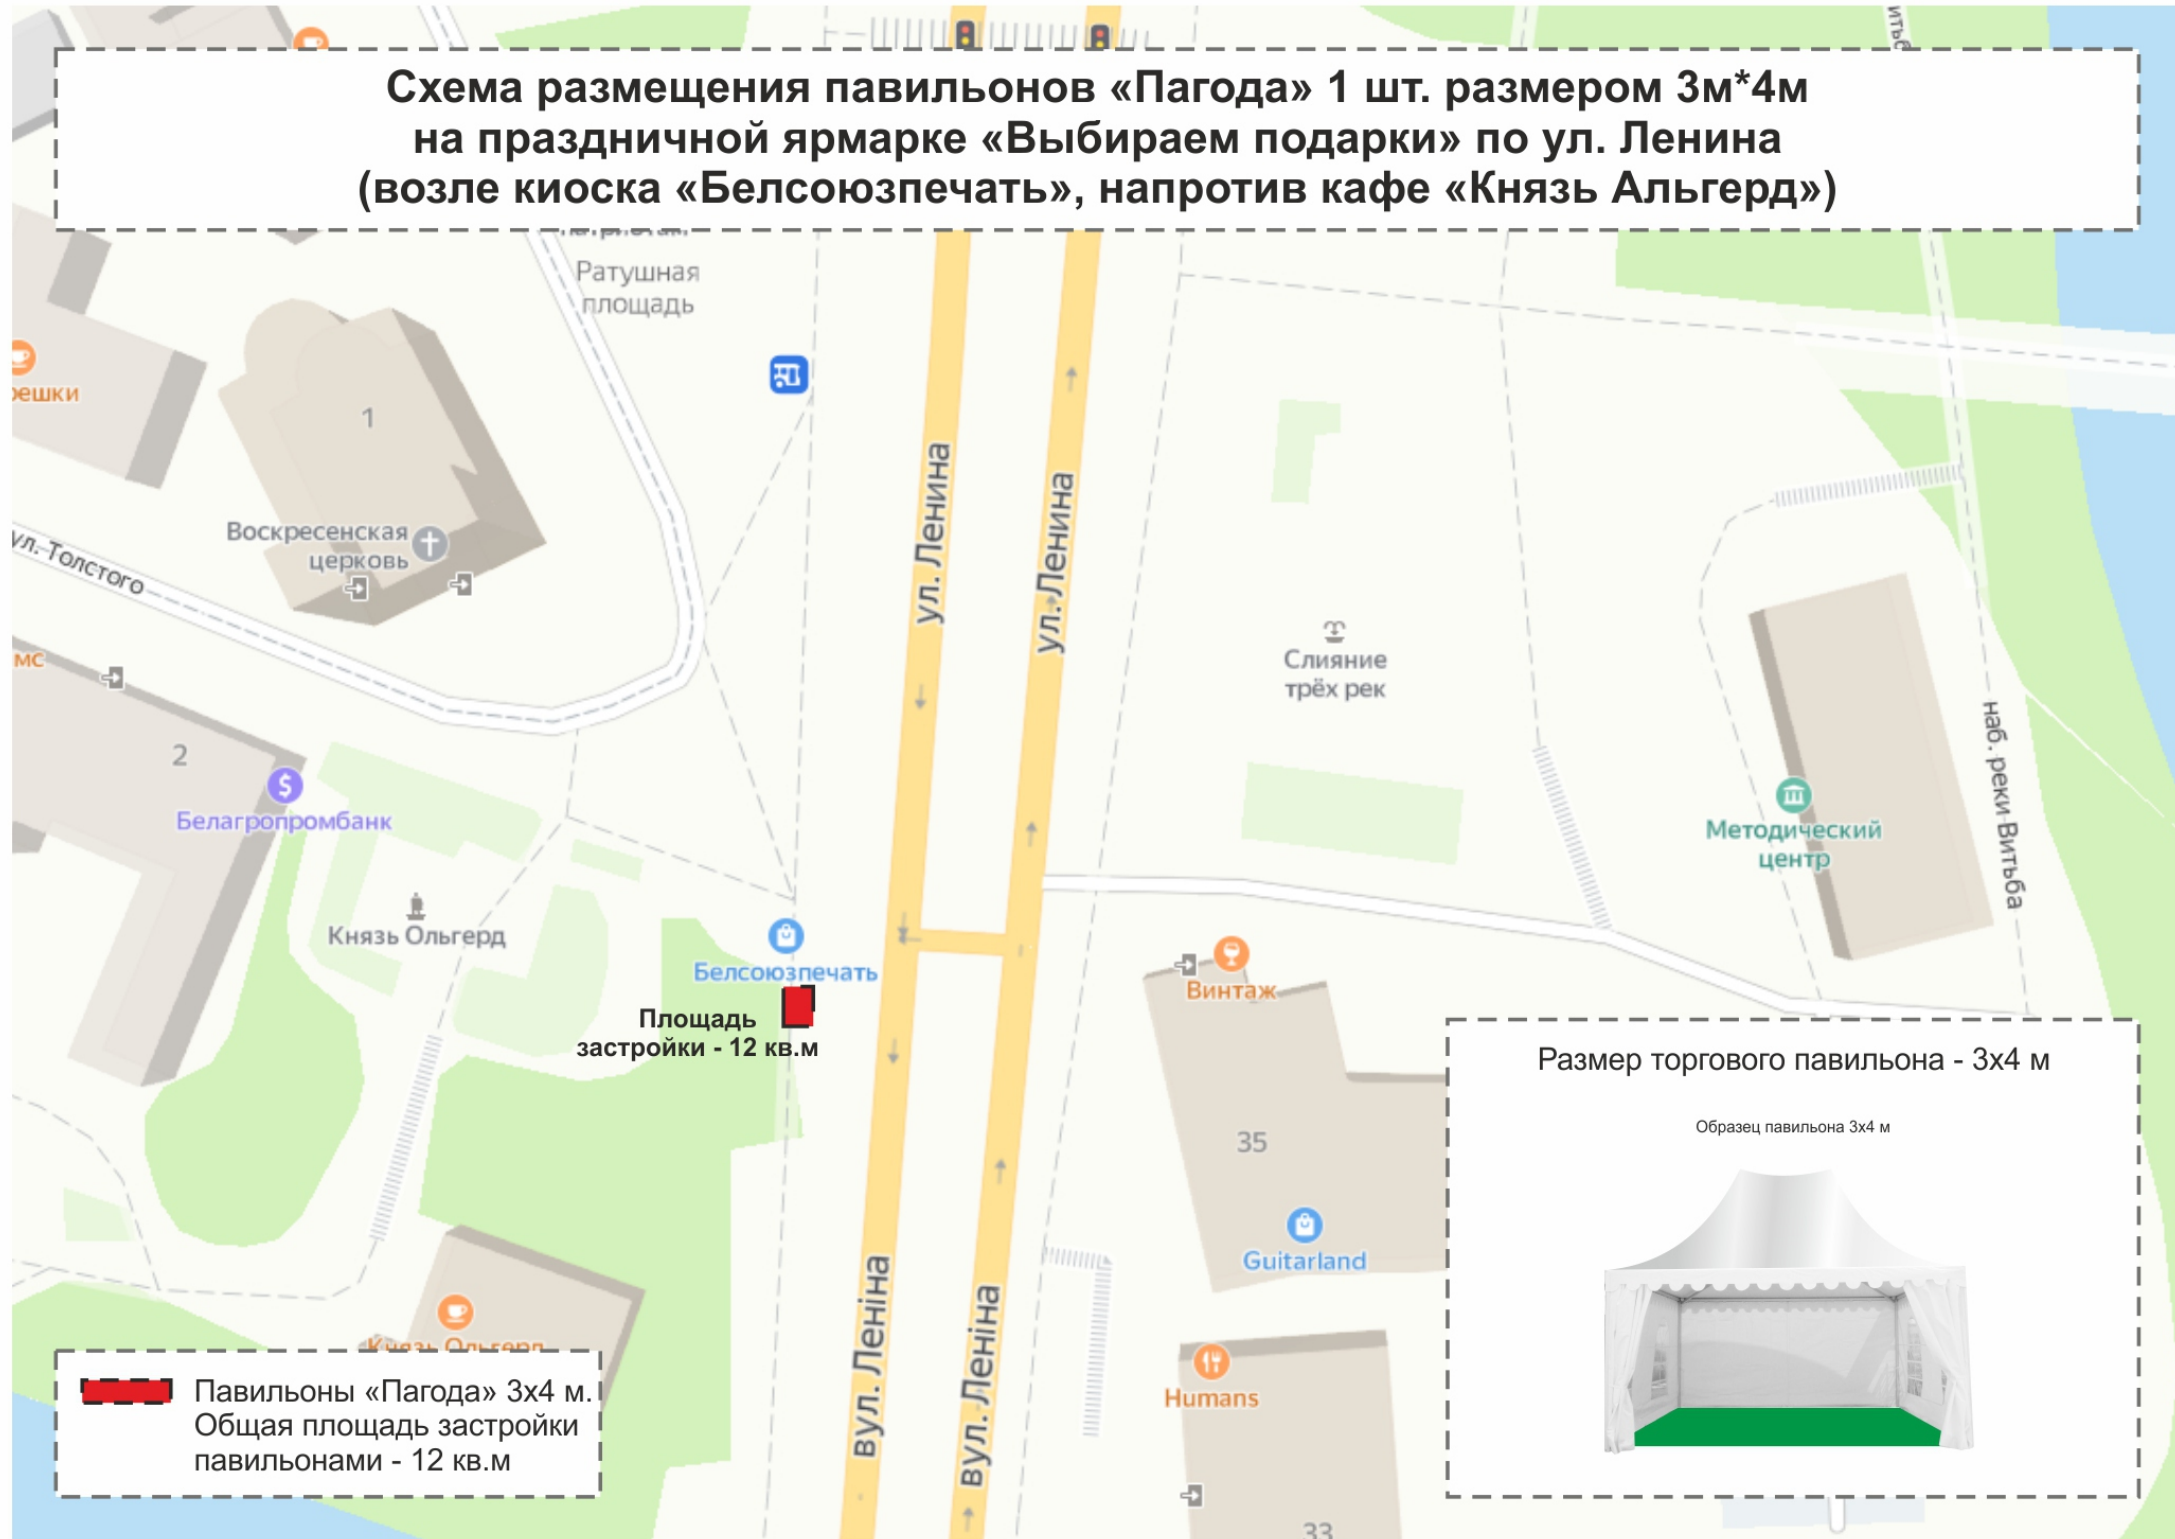 Схема размещения павильонов «Пагода» 1 шт. размером 3м*4м
на праздничной ярмарке «Выбираем подарки» по ул. Ленина
(возле киоска «Белсоюзпечать», напротив кафе «Князь Альгерд»)
Ратушная
площадь
решки
1
ул. Ленина
ул. Ленина
Воскресенская
церковь
ул. Толстого
мс
Слияние
трёх рек
2
Белагропромбанк
наб. реки Витьба
Методический
центр
Князь Ольгерд
Белсоюзпечать
Винтаж
Площадь
застройки - 12 кв.м
35
Guitarland
вул. Леніна
вул. Леніна
Князь Ольгерд
Humans
33
Размер торгового павильона - 3х4 м
Образец павильона 3х4 м
Павильоны «Пагода» 3х4 м.
Общая площадь застройки
павильонами - 12 кв.м